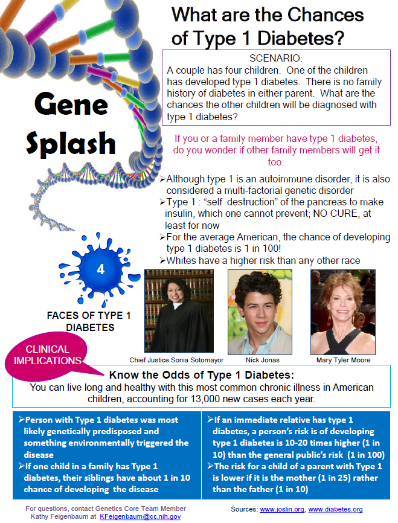 What are the Chances
of Type 1 Diabetes?
SCENARIO:
A couple has four children. One of the children
has developed type 1 diabetes. There is no family
history of diabetes in either parent. What are the
chances the other children will be diagnosed with
type 1 diabetes?
Gene
Splash
If you or a family member have type 1 diabetes,
do you wonder if other family members will get it
too.
➢Although type 1 is an autoimmune disorder, it is also
considered a multi-factorial genetic disorder
➢Type 1 : “self destruction” of the pancreas to make
insulin, which one cannot prevent; NO CURE, at
least for now
➢For the average American, the chance of developing
type 1 diabetes is 1 in 100!
➢Whites have a higher risk than any other race
4
FACES OF TYPE 1
DIABETES
Chief Justice Sonia Sotomayor
Nick Jonas
Mary Tyler Moore
CLINICAL
IMPLICATIONS
Know the Odds of Type 1 Diabetes:
You can live long and healthy with this most common chronic illness in American
children, accounting for 13,000 new cases each year.
➢Person with Type 1 diabetes was most
likely genetically predisposed and
something environmentally triggered the
disease
➢If one child in a family has Type 1
diabetes, their siblings have about 1 in 10
chance of developing the disease
➢If an immediate relative has type 1
diabetes, a person’s risk is of developing
type 1 diabetes is 10-20 times higher (1 in
10) than the general public’s risk (1 in 100)
➢The risk for a child of a parent with Type 1
is lower if it is the mother (1 in 25) rather
than the father (1 in 10)
For questions, contact Genetics Core Team Member
Kathy Feigenbaum at KFeigenbaum@cc.nih.gov
Sources: www.joslin.org, www.diabetes.org